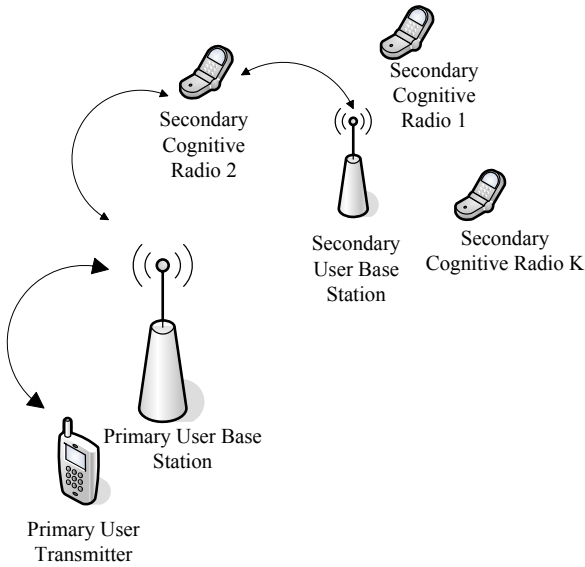 Secondary
Cognitive
Radio 1
Secondary
Cognitive
Radio 2
Secondary
User Base
Station
Secondary
Cognitive Radio K
Primary User Base
Station
Primary User
Transmitter